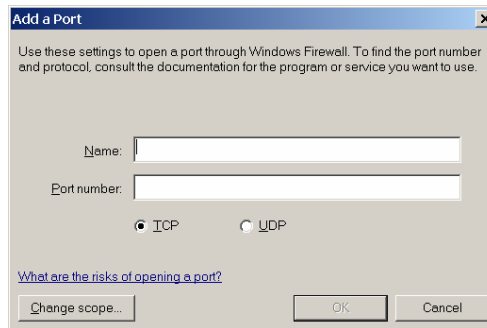 Add a Port
Use these settings to open a port through Windows Firewall. To find the port number
and protocol, consult the documentation for the program or service you want to use.
Name:
Port number:
TCP UDP
What are the risks of opening a port?
Change scope... OK Cancel